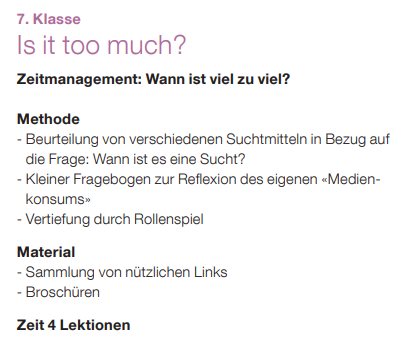 7. Klasse
Is it too much?
Zeitmanagement: Wann ist viel zu viel?
Methode
- Beurteilung von verschiedenen Suchtmitteln in Bezug auf
die Frage: Wann ist es eine Sucht?
- Kleiner Fragebogen zur Reflexion des eigenen «Medien-
konsums»
- Vertiefung durch Rollenspiel
Material
- Sammlung von nützlichen Links
- Broschüren
Zeit 4 Lektionen